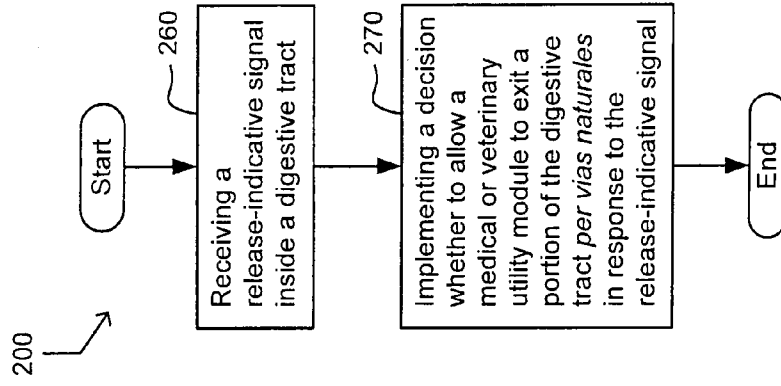 200
Start
260
Receiving a
release-indicative signal
inside a digestive tract
270
Implementing a decision
whether to allow a
medical or veterinary
utility module to exit a
portion of the digestive
tract per vias naturales
in response to the
release-indicative signal
End